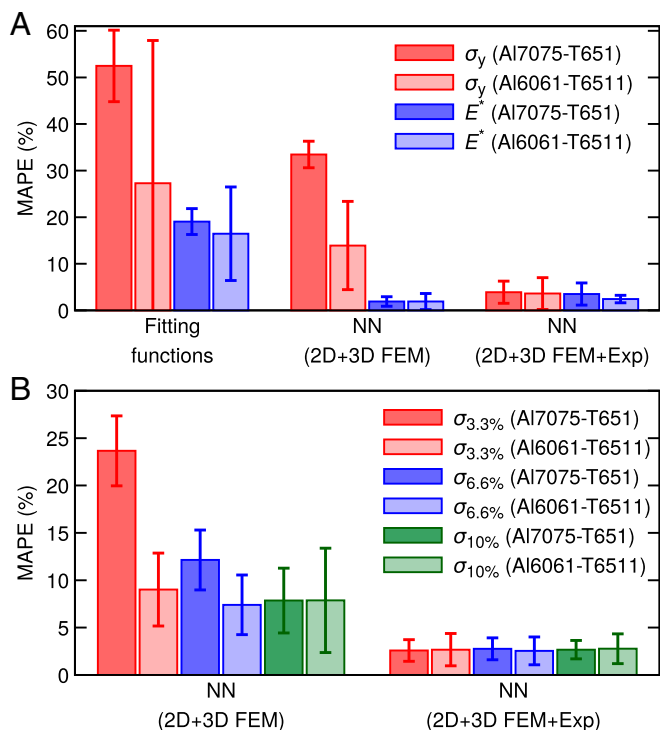 A
60
50
40
30
20
10
0
MAPE (%)
σy (Al7075-T651)
σy (Al6061-T6511)
E* (Al7075-T651)
E* (Al6061-T6511)
Fitting
functions
NN
(2D+3D FEM)
NN
(2D+3D FEM+Exp)
B
30
25
20
15
10
5
0
MAPE (%)
σ3.3% (Al7075-T651)
σ3.3% (Al6061-T6511)
σ6.6% (Al7075-T651)
σ6.6% (Al6061-T6511)
σ10% (Al7075-T651)
σ10% (Al6061-T6511)
NN
(2D+3D FEM)
NN
(2D+3D FEM+Exp)